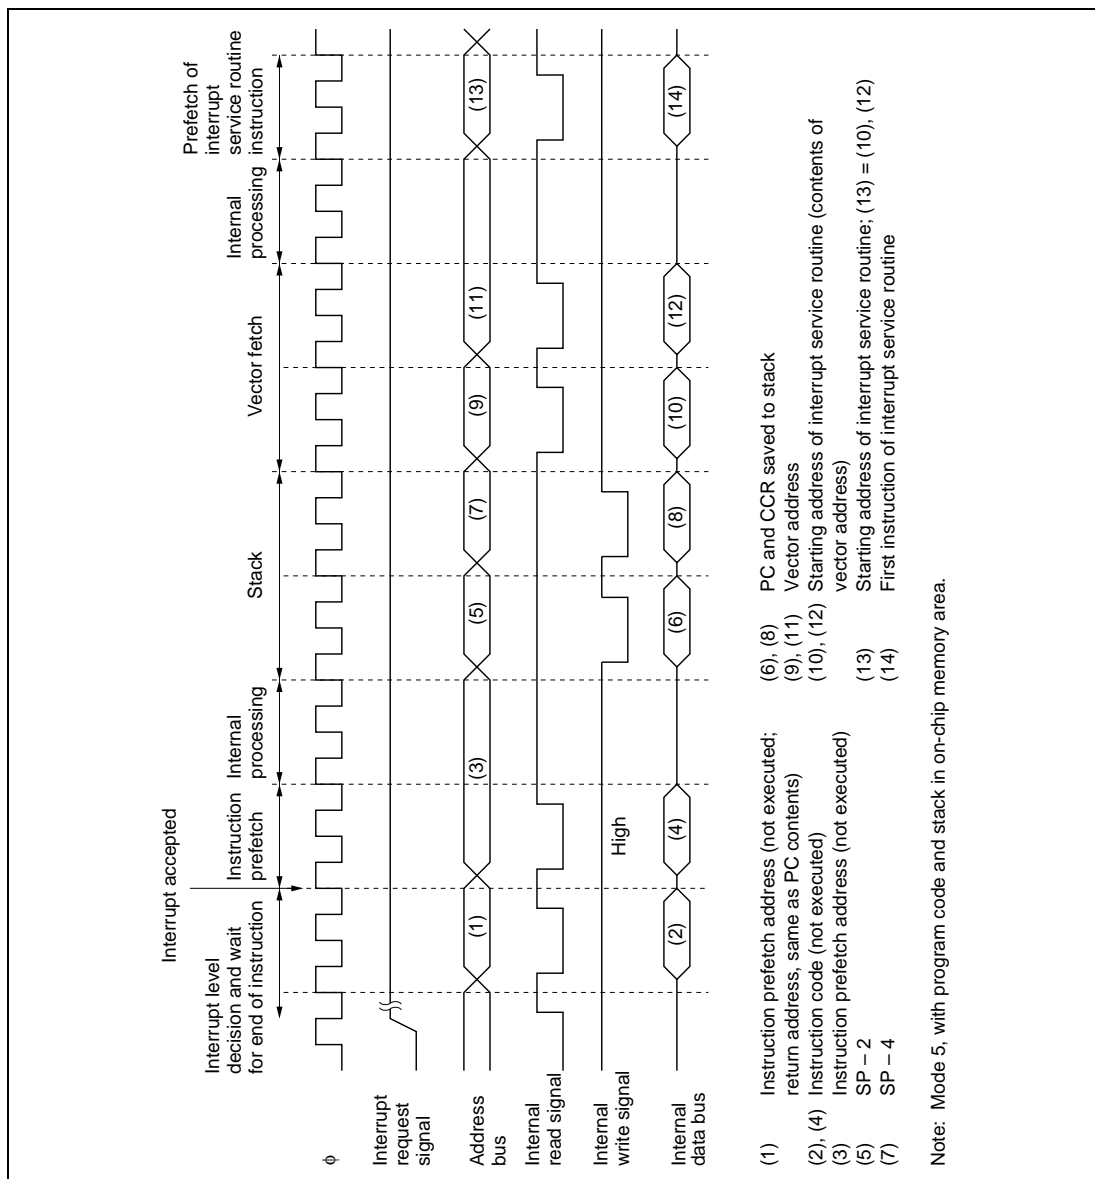 Interrupt accepted
Interrupt level
decision and wait
for end of instruction
Instruction
prefetch
Internal
processing
Stack
Vector fetch
Internal
processing
Prefetch of
interrupt
service routine
instruction
φ
Interrupt
request
signal
Address
bus
(1)
(3)
(5)
(7)
(9)
(11)
(13)
Internal
read signal
Internal
write signal
High
Internal
data bus
(2)
(4)
(6)
(8)
(10)
(12)
(14)
(1) Instruction prefetch address (not executed;
return address, same as PC contents)
(2), (4) Instruction code (not executed)
(3) Instruction prefetch address (not executed)
(5) SP – 2
(7) SP – 4
(6), (8) PC and CCR saved to stack
(9), (11) Vector address
(10), (12) Starting address of interrupt service routine (contents of
vector address)
(13) Starting address of interrupt service routine; (13) = (10), (12)
(14) First instruction of interrupt service routine
Note: Mode 5, with program code and stack in on-chip memory area.